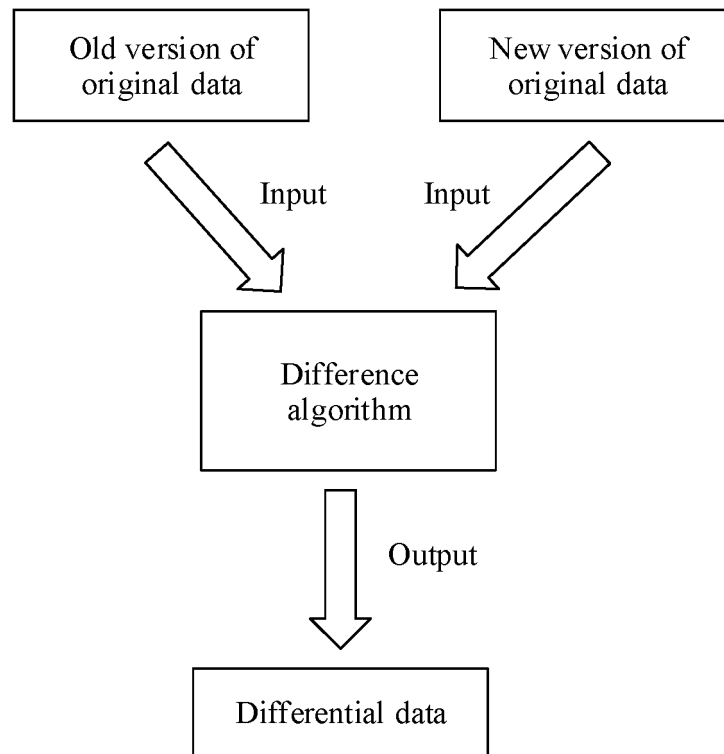 Old version of
original data
New version of
original data
Input
Input
Difference
algorithm
Output
Differential data